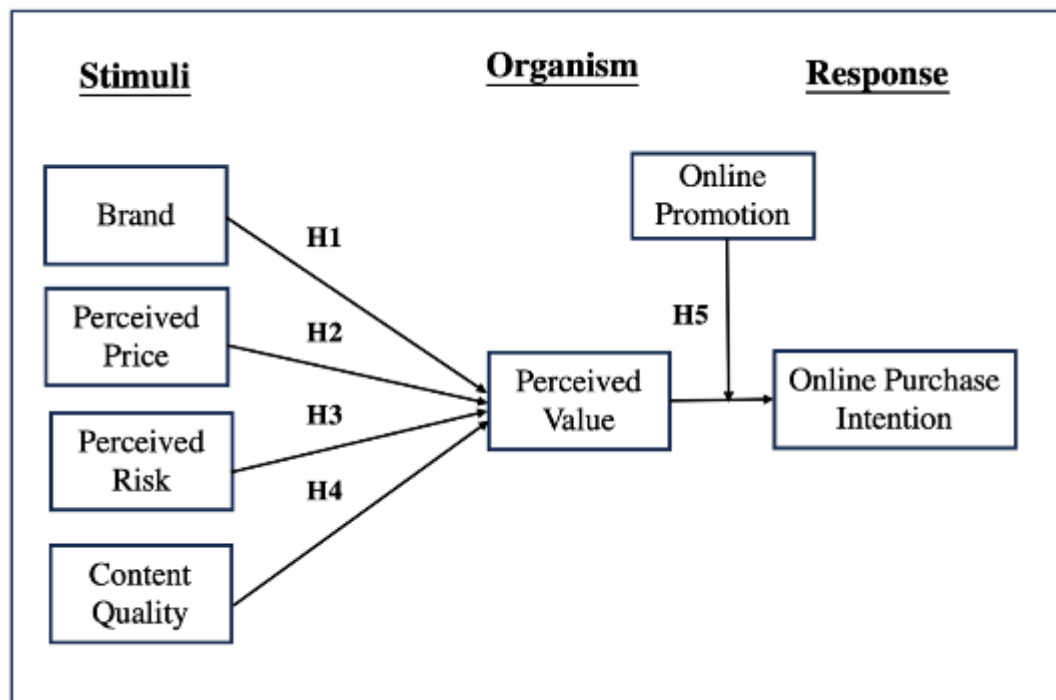 Stimuli
Organism
Response
Brand
Perceived
Price
Perceived
Risk
Content
Quality
H1
H2
H3
H4
Perceived
Value
Online
Promotion
H5
Online Purchase
Intention